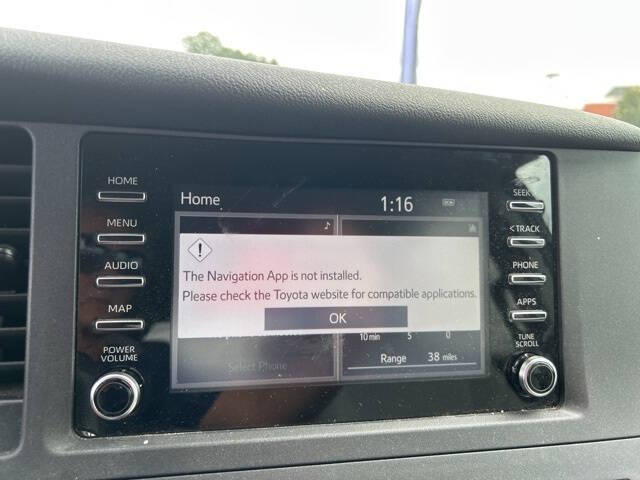 HOME
MENU
AUDIO
MAP
POWER
VOLUME
Home
1:16
!
The Navigation App is not installed.
Please check the Toyota website for compatible applications.
OK
Select Phone
10 min 5 0
Range 38 miles
SEEK
<TRACK
PHONE
APPS
TUNE
SCROLL